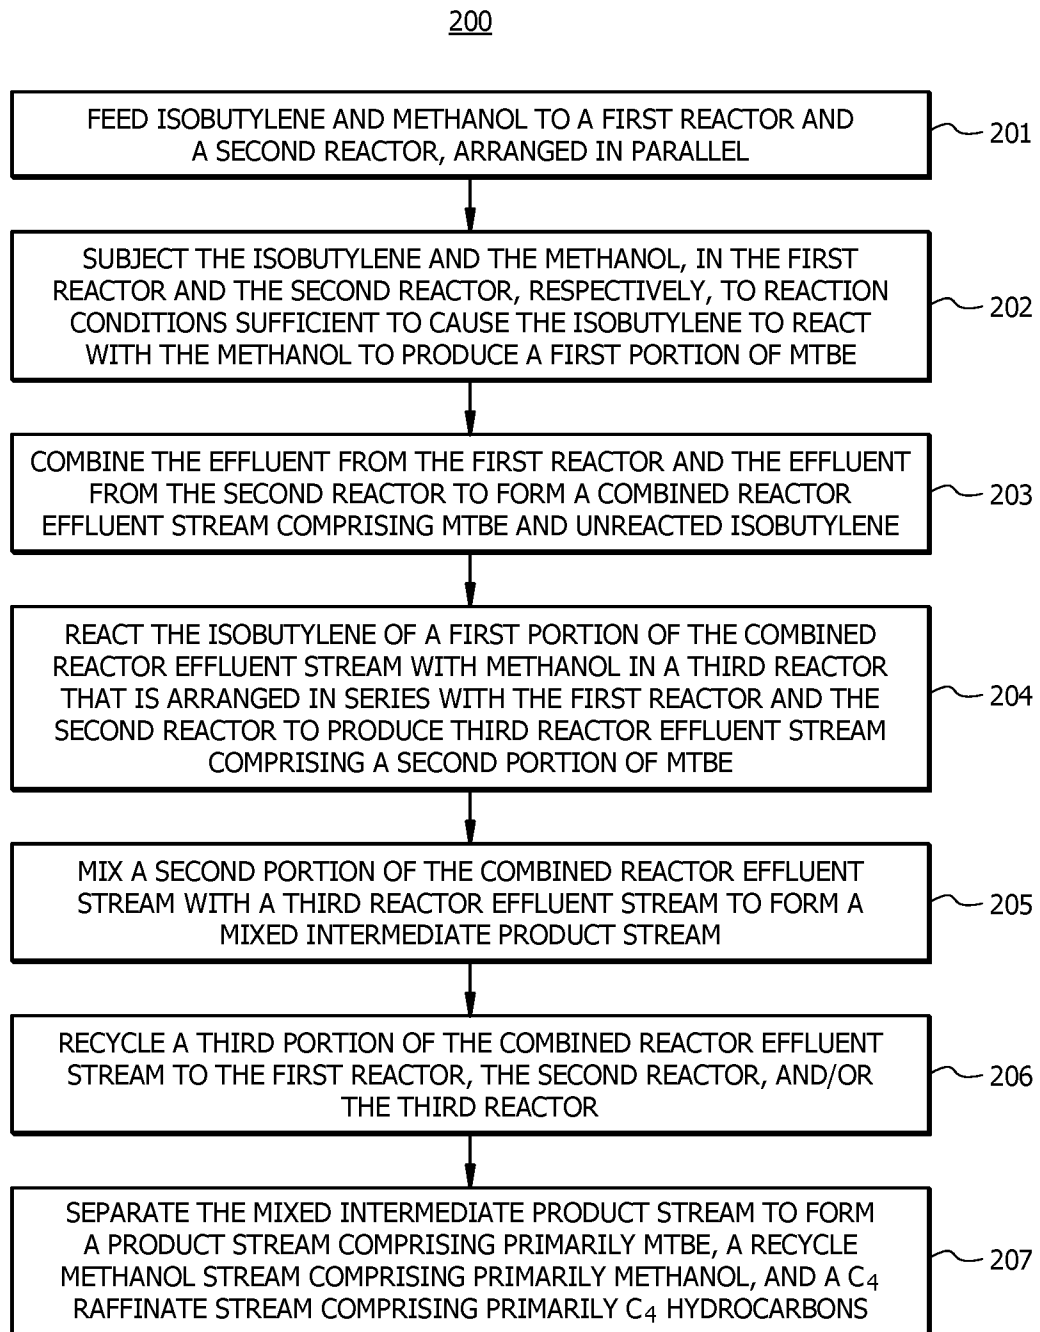 200
FEED ISOBUTYLENE AND METHANOL TO A FIRST REACTOR AND
A SECOND REACTOR, ARRANGED IN PARALLEL
201
SUBJECT THE ISOBUTYLENE AND THE METHANOL, IN THE FIRST
REACTOR AND THE SECOND REACTOR, RESPECTIVELY, TO REACTION
CONDITIONS SUFFICIENT TO CAUSE THE ISOBUTYLENE TO REACT
WITH THE METHANOL TO PRODUCE A FIRST PORTION OF MTBE
202
COMBINE THE EFFLUENT FROM THE FIRST REACTOR AND THE EFFLUENT
FROM THE SECOND REACTOR TO FORM A COMBINED REACTOR
EFFLUENT STREAM COMPRISING MTBE AND UNREACTED ISOBUTYLENE
203
REACT THE ISOBUTYLENE OF A FIRST PORTION OF THE COMBINED
REACTOR EFFLUENT STREAM WITH METHANOL IN A THIRD REACTOR
THAT IS ARRANGED IN SERIES WITH THE FIRST REACTOR AND THE
SECOND REACTOR TO PRODUCE THIRD REACTOR EFFLUENT STREAM
COMPRISING A SECOND PORTION OF MTBE
204
MIX A SECOND PORTION OF THE COMBINED REACTOR EFFLUENT
STREAM WITH A THIRD REACTOR EFFLUENT STREAM TO FORM A
MIXED INTERMEDIATE PRODUCT STREAM
205
RECYCLE A THIRD PORTION OF THE COMBINED REACTOR EFFLUENT
STREAM TO THE FIRST REACTOR, THE SECOND REACTOR, AND/OR
THE THIRD REACTOR
206
SEPARATE THE MIXED INTERMEDIATE PRODUCT STREAM TO FORM
A PRODUCT STREAM COMPRISING PRIMARILY MTBE, A RECYCLE
METHANOL STREAM COMPRISING PRIMARILY METHANOL, AND A C₄
RAFFINATE STREAM COMPRISING PRIMARILY C₄ HYDROCARBONS
207